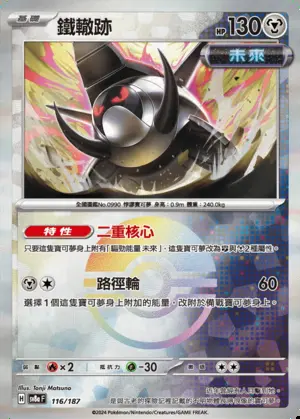 基礎
鐵轍跡
HP 130
未來
全國圖鑑No.0990 悖謬寶可夢 身高：0.9m 體重：240.0kg
特性 二重核心
只要這隻寶可夢身上附有「驅勁能量 未來」，這隻寶可夢改為
2種屬性。
路徑輪 60
選擇1個這隻寶可夢身上附加的能量，改附於備戰寶可夢身上。
弱點 ×2 抵抗力 -30 撤退
Illus. Tonji Matsuno
H SV8a F 116/187
©2024 Pokémon/Nintendo/Creatures/GAME FREAK.